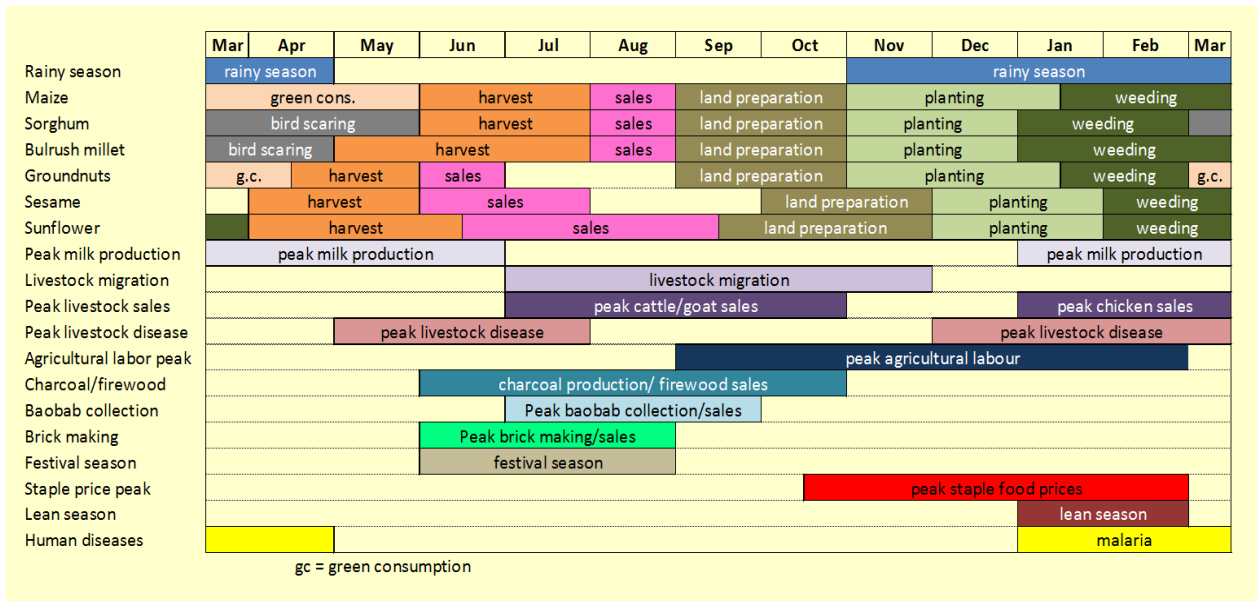 Mar Apr May Jun Jul Aug Sep Oct Nov Dec Jan Feb Mar
Rainy season rainy season rainy season
Maize green cons. harvest sales land preparation planting weeding
Sorghum bird scaring harvest sales land preparation planting weeding
Bulrush millet bird scaring harvest sales land preparation planting weeding
Groundnuts g.c. harvest sales land preparation planting weeding g.c.
Sesame harvest sales land preparation planting weeding
Sunflower harvest sales land preparation planting weeding
Peak milk production peak milk production peak milk production
Livestock migration livestock migration
Peak livestock sales peak cattle/goat sales peak chicken sales
Peak livestock disease peak livestock disease peak livestock disease
Agricultural labor peak peak agricultural labour
Charcoal/firewood charcoal production/ firewood sales
Baobab collection Peak baobab collection/sales
Brick making Peak brick making/sales
Festival season festival season
Staple price peak peak staple food prices
Lean season lean season
Human diseases malaria
gc = green consumption